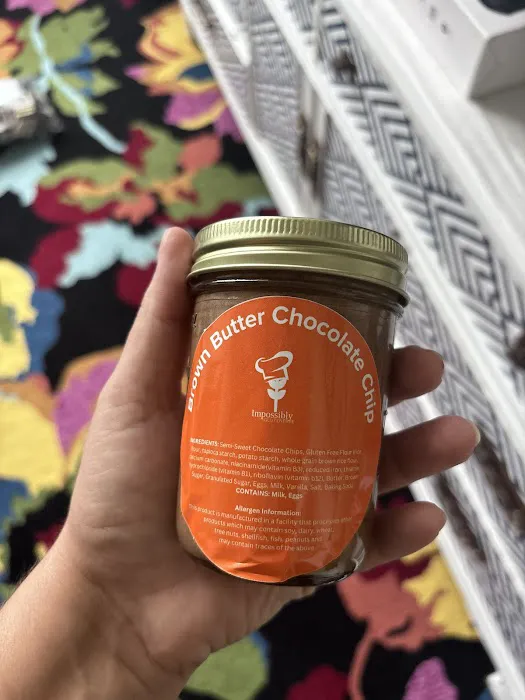 Brown Butter Chocolate Chip
Impossibly
INGREDIENTS: Semi-Sweet Chocolate Chips, Gluten Free Flour
flour, tapioca starch, potato starch, whole grain brown rice flour,
calcium carbonate, niacinamide(vitamin B3), reduced iron, thiamine
hydrochloride (vitamin B1), riboflavin (vitamin B2), Butter, Brown
Sugar, Granulated Sugar, Eggs, Milk, Vanilla, Salt, Baking Soda
CONTAINS: Milk, Eggs
Allergen Information:
This product is manufactured in a facility that processes other
products which may contain soy, dairy, wheat,
tree nuts, shellfish, fish, peanuts and
may contain traces of the above.